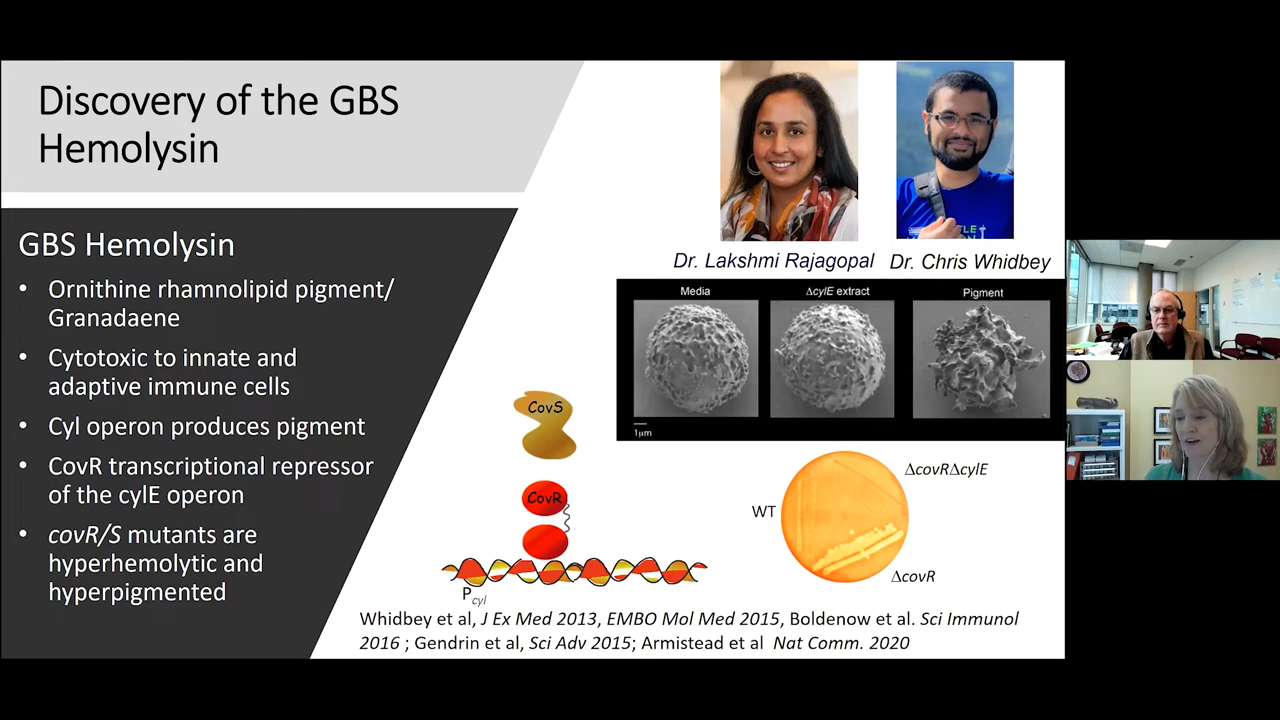 Discovery of the GBS
Hemolysin
GBS Hemolysin
• Ornithine rhamnolipid pigment/
Granadaene
• Cytotoxic to innate and
adaptive immune cells
• Cyl operon produces pigment
• CovR transcriptional repressor
of the cylE operon
• covR/S mutants are
hyperhemolytic and
hyperpigmented
Dr. Lakshmi Rajagopal
Dr. Chris Whidbey
Media
ΔcylE extract
Pigment
1μm
CovS
CovR
Pcyl
ΔcovRΔcylE
WT
ΔcovR
Whidbey et al, J Ex Med 2013, EMBO Mol Med 2015, Boldenow et al. Sci Immunol
2016 ; Gendrin et al, Sci Adv 2015; Armistead et al Nat Comm. 2020